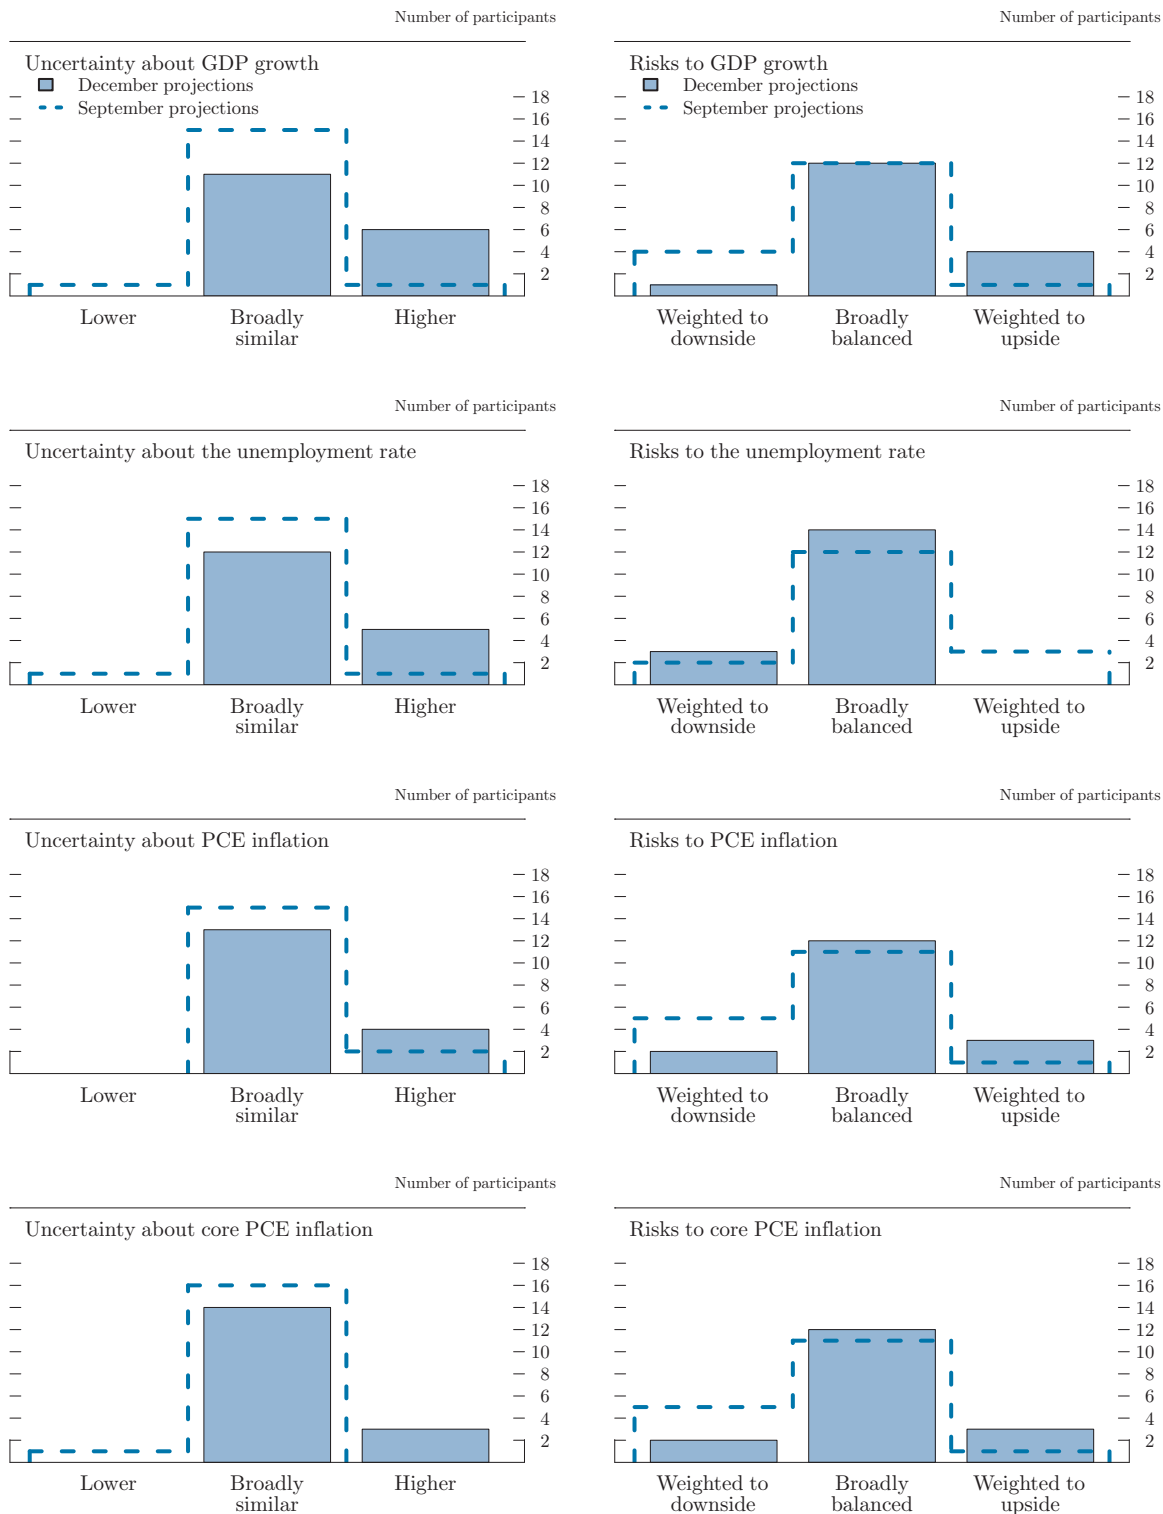 Number of participants
Uncertainty about GDP growth
December projections
September projections
18
16
14
12
10
8
6
4
2
Lower
Broadly
similar
Higher
Number of participants
Risks to GDP growth
December projections
September projections
18
16
14
12
10
8
6
4
2
Weighted to
downside
Broadly
balanced
Weighted to
upside
Number of participants
Uncertainty about the unemployment rate
18
16
14
12
10
8
6
4
2
Lower
Broadly
similar
Higher
Number of participants
Risks to the unemployment rate
18
16
14
12
10
8
6
4
2
Weighted to
downside
Broadly
balanced
Weighted to
upside
Number of participants
Uncertainty about PCE inflation
18
16
14
12
10
8
6
4
2
Lower
Broadly
similar
Higher
Number of participants
Risks to PCE inflation
18
16
14
12
10
8
6
4
2
Weighted to
downside
Broadly
balanced
Weighted to
upside
Number of participants
Uncertainty about core PCE inflation
18
16
14
12
10
8
6
4
2
Lower
Broadly
similar
Higher
Number of participants
Risks to core PCE inflation
18
16
14
12
10
8
6
4
2
Weighted to
downside
Broadly
balanced
Weighted to
upside